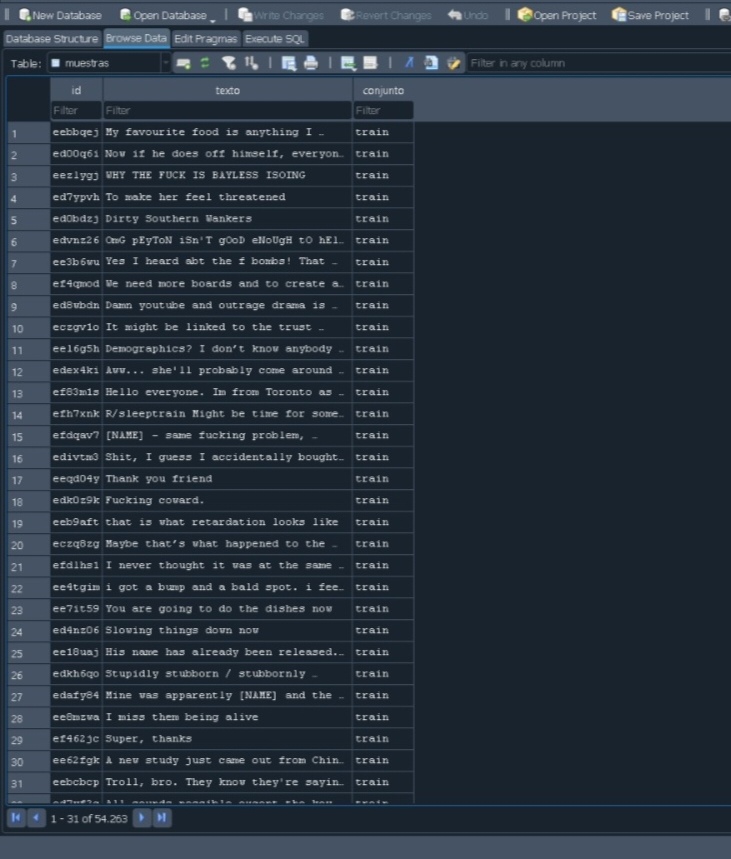 New Database Open Database Write Changes Revert Changes Undo Open Project Save Project
Database Structure Browse Data Edit Pragmas Execute SQL
Table: muestras Filter in any column
id texto conjunto
Filter Filter Filter
1 eebbqej My favourite food is anything I … train
2 ed00q6i Now if he does off himself, everyon… train
3 eezlygj WHY THE FUCK IS BAYLESS ISOING train
4 ed7ypvh To make her feel threatened train
5 ed0bdzj Dirty Southern Wankers train
6 edvnz26 OmG pEyToN iSn'T gOoD eNoUgH tO hEl… train
7 ee3b6wu Yes I heard abt the f bombs! That … train
8 ef4qmod We need more boards and to create a… train
9 ed8wbdn Damn youtube and outrage drama is … train
10 eczgv1o It might be linked to the trust … train
11 eel6g5h Demographics? I don’t know anybody … train
12 edex4ki Aww... she'll probably come around … train
13 ef83m1s Hello everyone. Im from Toronto as … train
14 efh7xnk R/sleeptrain Might be time for some… train
15 efdqav7 [NAME] - same fucking problem, … train
16 edivtm3 Shit, I guess I accidentally bought… train
17 eeqd04y Thank you friend train
18 edk0z9k Fucking coward. train
19 eeb9aft that is what retardation looks like train
20 eczq8zg Maybe that’s what happened to the … train
21 efdlhs1 I never thought it was at the same … train
22 ee4tgim i got a bump and a bald spot. i fee… train
23 ee7it59 You are going to do the dishes now train
24 ed4nz06 Slowing things down now train
25 ee18uaj His name has already been released... train
26 edkh6qo Stupidly stubborn / stubbornly … train
27 edafy84 Mine was apparently [NAME] and the … train
28 ee8mzwa I miss them being alive train
29 ef462jc Super, thanks train
30 ee62fgk A new study just came out from Chin… train
31 eebcbcp Troll, bro. They know they're sayin… train
1 - 31 of 54.263